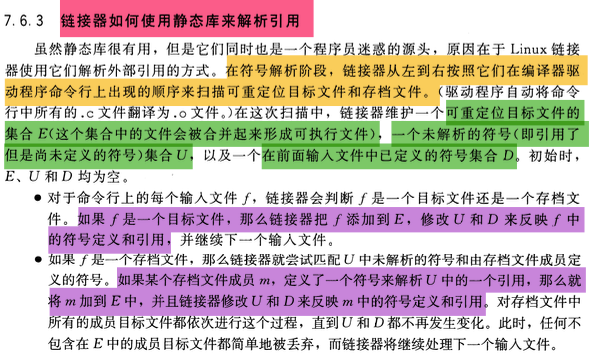 7.6.3 链接器如何使用静态库来解析引用
虽然静态库很有用，但是它们同时也是一个程序员迷惑的源头，原因在于 Linux 链接
器使用它们解析外部引用的方式。在符号解析阶段，链接器从左到右按照它们在编译器驱
动程序命令行上出现的顺序来扫描可重定位目标文件和存档文件。（驱动程序自动将命令
行中所有的.c 文件翻译为.o 文件。）在这次扫描中，链接器维护一个可重定位目标文件的
集合 E(这个集合中的文件会被合并起来形成可执行文件)，一个未解析的符号(即引用了
但是尚未定义的符号)集合 U，以及一个在前面输入文件中已定义的符号集合 D。初始时，
E、U 和 D 均为空。
● 对于命令行上的每个输入文件 f，链接器会判断 f 是一个目标文件还是一个存档文
件。如果 f 是一个目标文件，那么链接器把 f 添加到 E，修改 U 和 D 来反映 f 中
的符号定义和引用，并继续下一个输入文件。
● 如果 f 是一个存档文件，那么链接器就尝试匹配 U 中未解析的符号和由存档文件成员定
义的符号。如果某个存档文件成员 m，定义了一个符号来解析 U 中的一个引用，那么就
将 m 加到 E 中，并且链接器修改 U 和 D 来反映 m 中的符号定义和引用。对存档文件中
所有的成员目标文件都依次进行这个过程，直到 U 和 D 都不再发生变化。此时，任何不
包含在 E 中的成员目标文件都简单地被丢弃，而链接器将继续处理下一个输入文件。